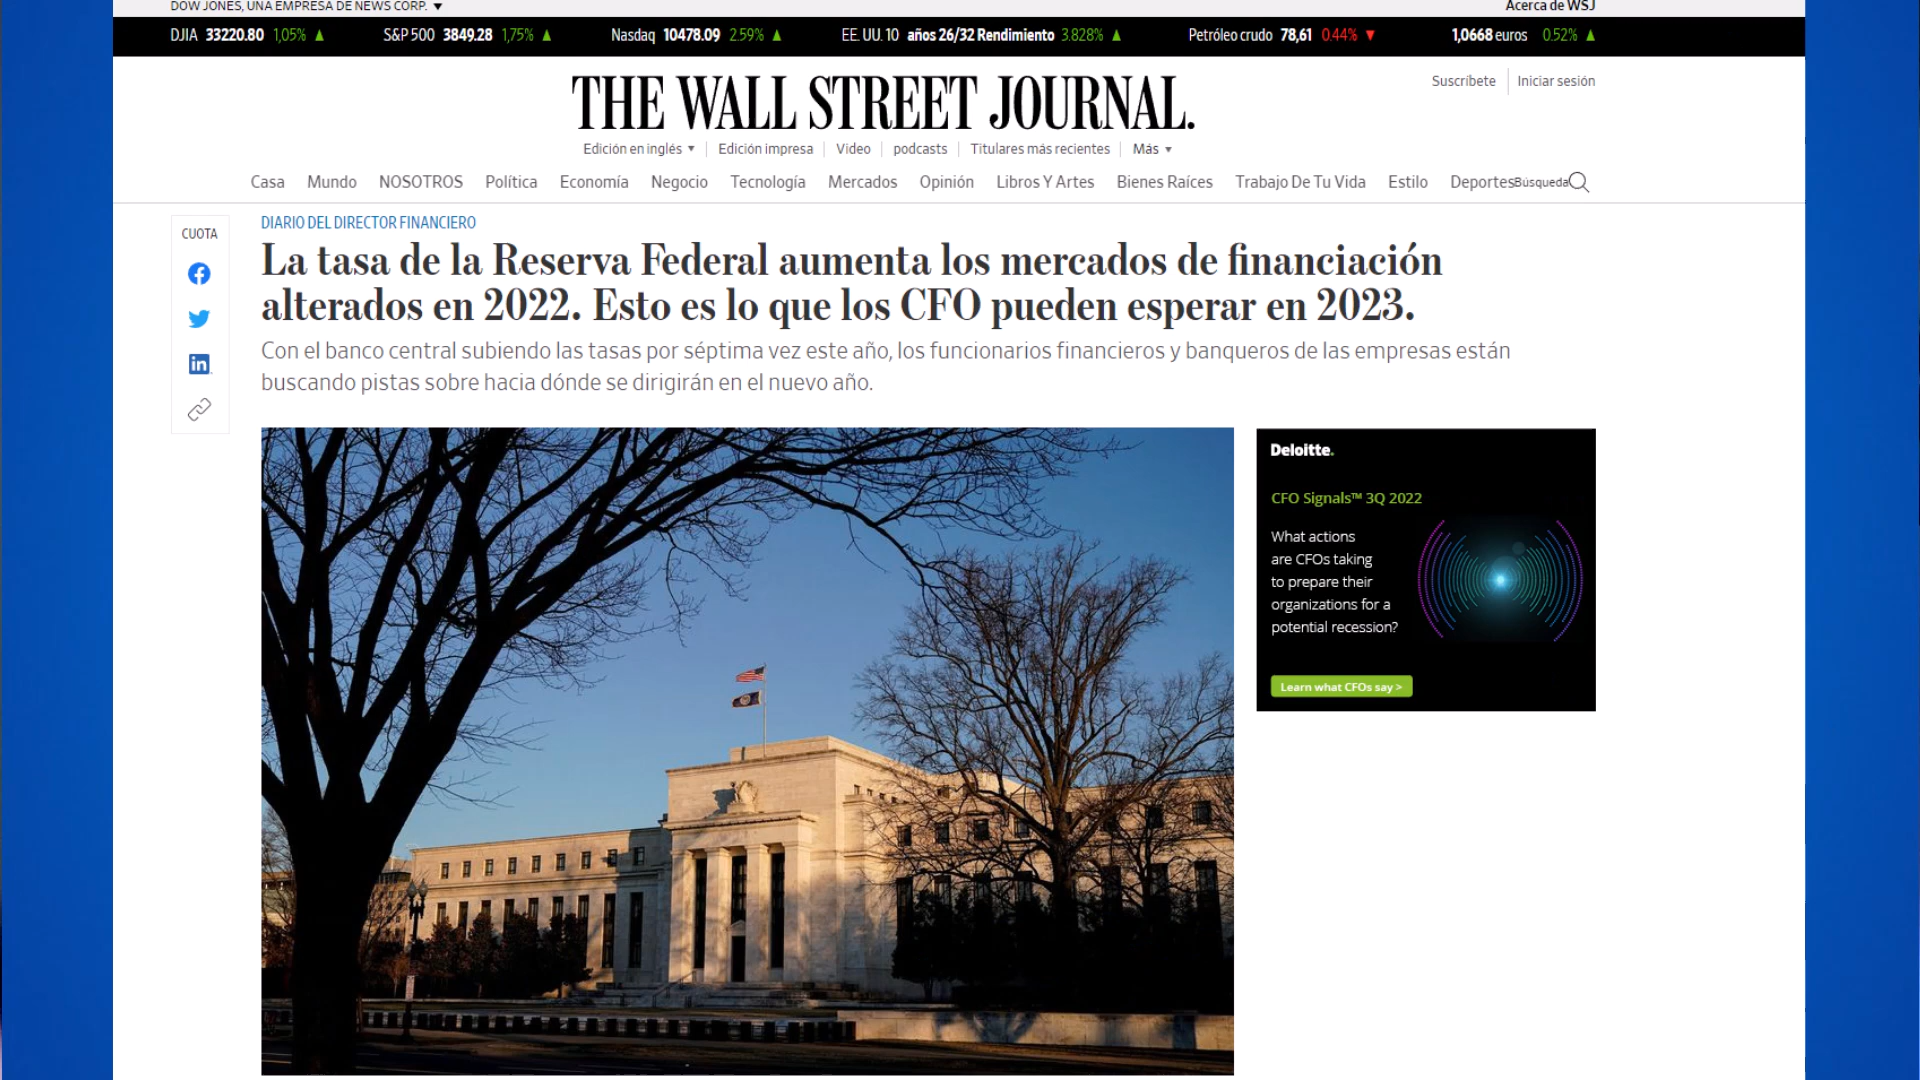 DOW JONES, UNA EMPRESA DE NEWS CORP. ▼
Acerca de WSJ
DJIA 33220.80 1,05% ▲ S&P 500 3849.28 1,75% ▲ Nasdaq 10478.09 2.59% ▲ EE. UU. 10 años 26/32 Rendimiento 3.828% ▲ Petróleo crudo 78,61 0.44% ▼ 1,0668 euros 0.52% ▲
THE WALL STREET JOURNAL.
Suscríbete Iniciar sesión
Edición en inglés ▼ Edición impresa Video podcasts Titulares más recientes Más ▼
Casa Mundo NOSOTROS Política Economía Negocio Tecnología Mercados Opinión Libros Y Artes Bienes Raíces Trabajo De Tu Vida Estilo Deportes Búsqueda
CUOTA
DIARIO DEL DIRECTOR FINANCIERO
La tasa de la Reserva Federal aumenta los mercados de financiación
alterados en 2022. Esto es lo que los CFO pueden esperar en 2023.
Con el banco central subiendo las tasas por séptima vez este año, los funcionarios financieros y banqueros de las empresas están
buscando pistas sobre hacia dónde se dirigirán en el nuevo año.
in
Deloitte.
CFO Signals™ 3Q 2022
What actions
are CFOs taking
to prepare their
organizations for a
potential recession?
Learn what CFOs say >